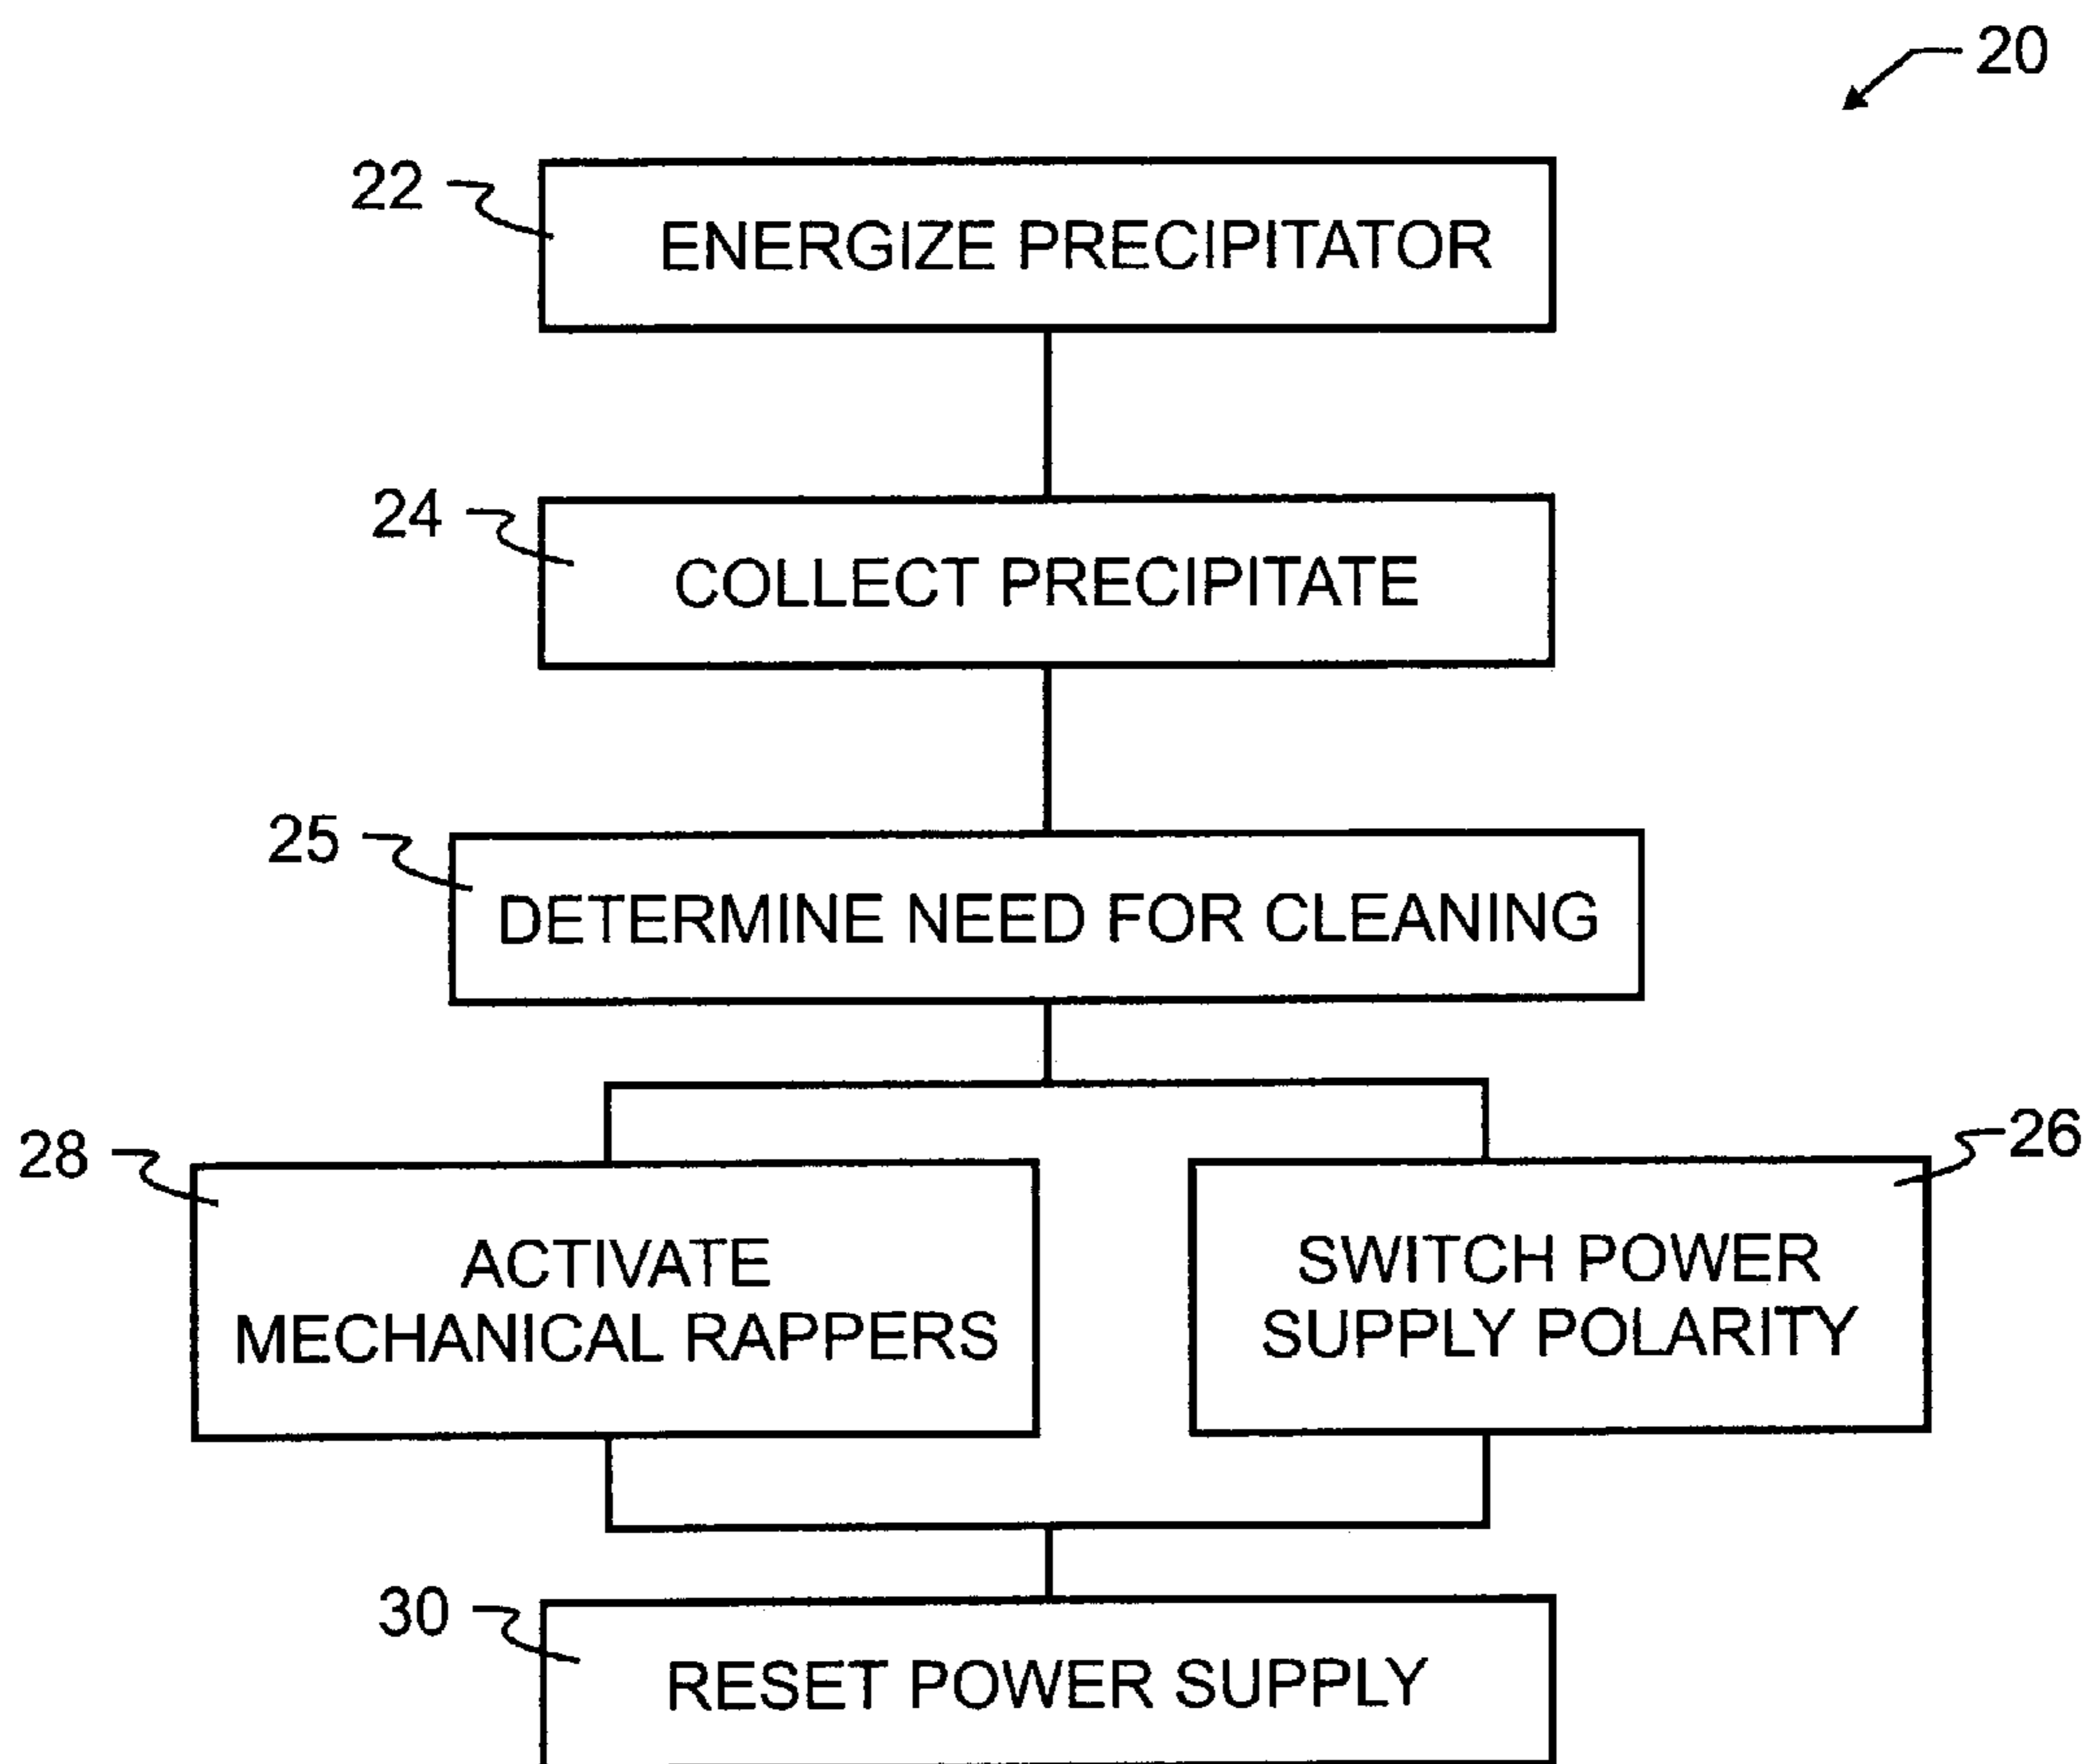 20
22
ENERGIZE PRECIPITATOR
24
COLLECT PRECIPITATE
25
DETERMINE NEED FOR CLEANING
28
ACTIVATE
MECHANICAL RAPPERS
26
SWITCH POWER
SUPPLY POLARITY
30
RESET POWER SUPPLY